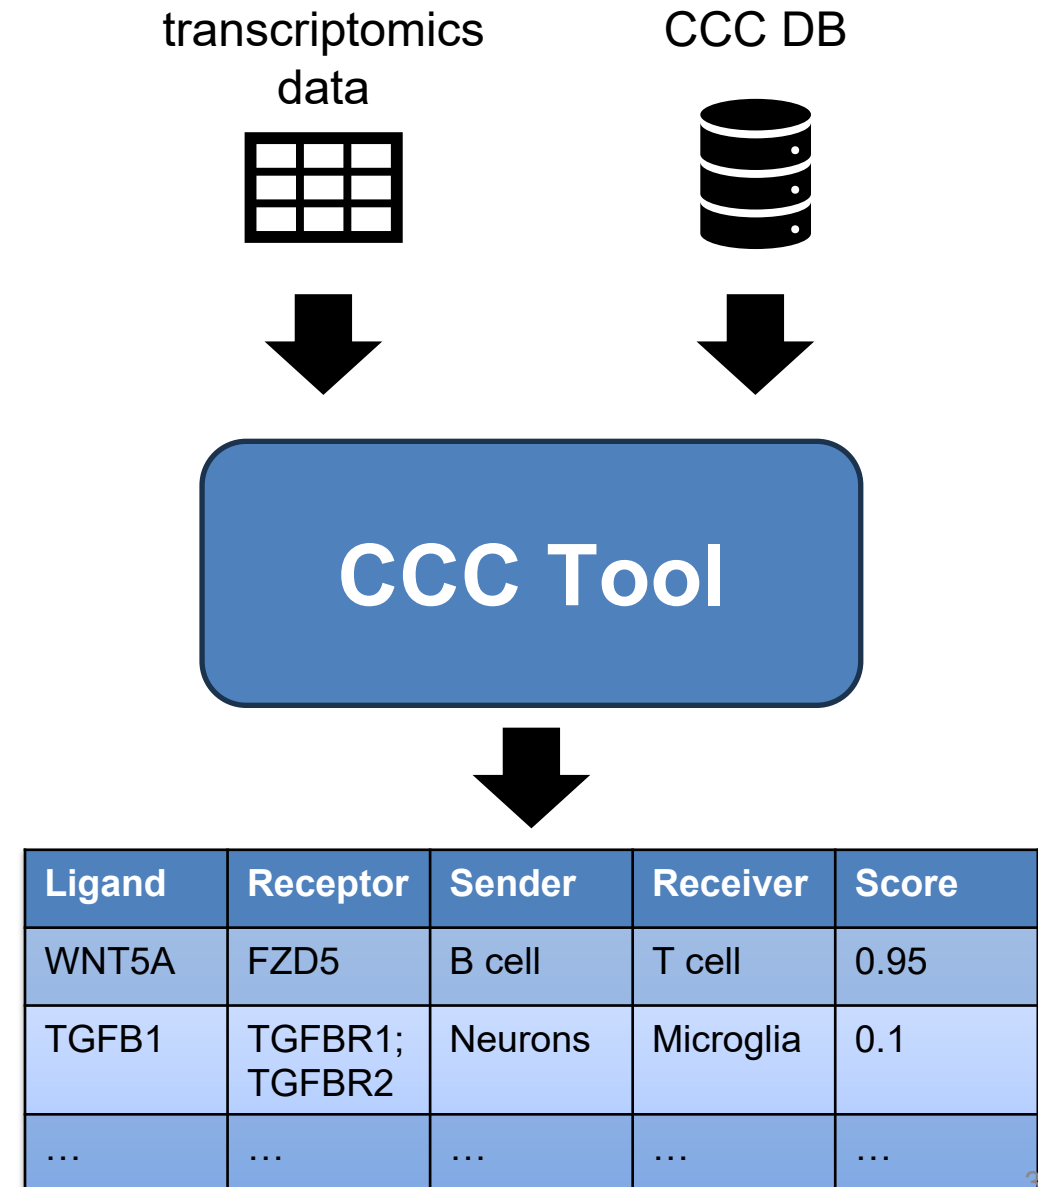 transcriptomics
data
CCC DB
CCC Tool
Ligand Receptor Sender Receiver Score
WNT5A FZD5 B cell T cell 0.95
TGFB1 TGFBR1; Neurons Microglia 0.1
TGFBR2
… … … … …